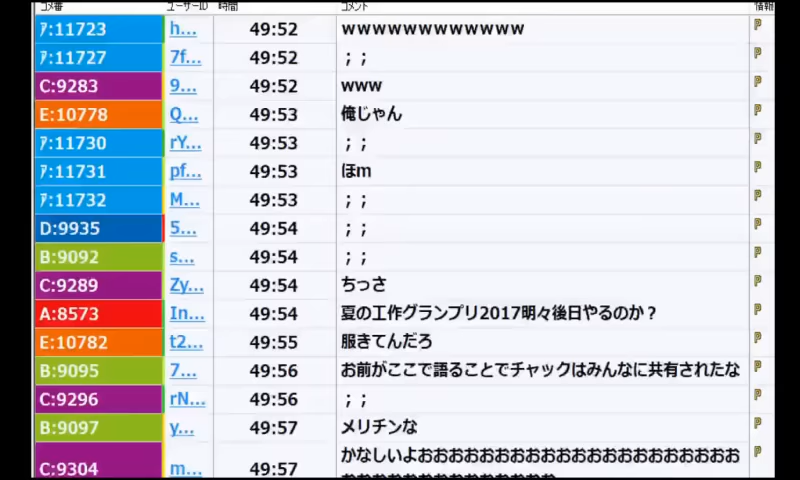 コメ番 ユーザーID 時間 コメント 情報
ｱ:11723 h... 49:52 wwwwwwwwwwww P
ｱ:11727 7f... 49:52 ；； P
C:9283 9... 49:52 www P
E:10778 Q... 49:53 俺じゃん P
ｱ:11730 rY... 49:53 ；； P
ｱ:11731 pf... 49:53 ほm P
ｱ:11732 M... 49:53 ；； P
D:9935 5... 49:54 ；； P
B:9092 s... 49:54 ；； P
C:9289 Zy... 49:54 ちっさ P
A:8573 In... 49:54 夏の工作グランプリ2017明々後日やるのか？ P
E:10782 t2... 49:55 服きてんだろ P
B:9095 7... 49:56 お前がここで語ることでチャックはみんなに共有されたな P
C:9296 rN... 49:56 ；； P
B:9097 y... 49:57 メリチンな P
C:9304 m... 49:57 かなしいよおおおおおおおおおおおおおおおおおおおおお P